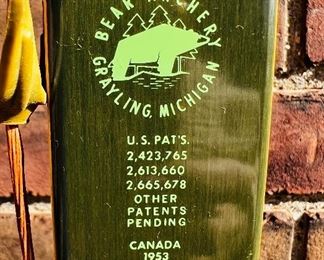 BEAR ARCHERY
GRAYLING, MICHIGAN
U.S. PAT'S.
2,423,765
2,613,660
2,665,678
OTHER
PATENTS
PENDING
CANADA
1953